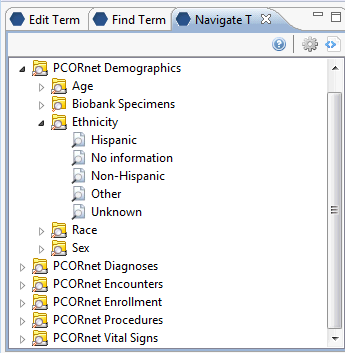 Edit Term Find Term Navigate T
PCORnet Demographics
Age
Biobank Specimens
Ethnicity
Hispanic
No information
Non-Hispanic
Other
Unknown
Race
Sex
PCORnet Diagnoses
PCORnet Encounters
PCORnet Enrollment
PCORnet Procedures
PCORnet Vital Signs